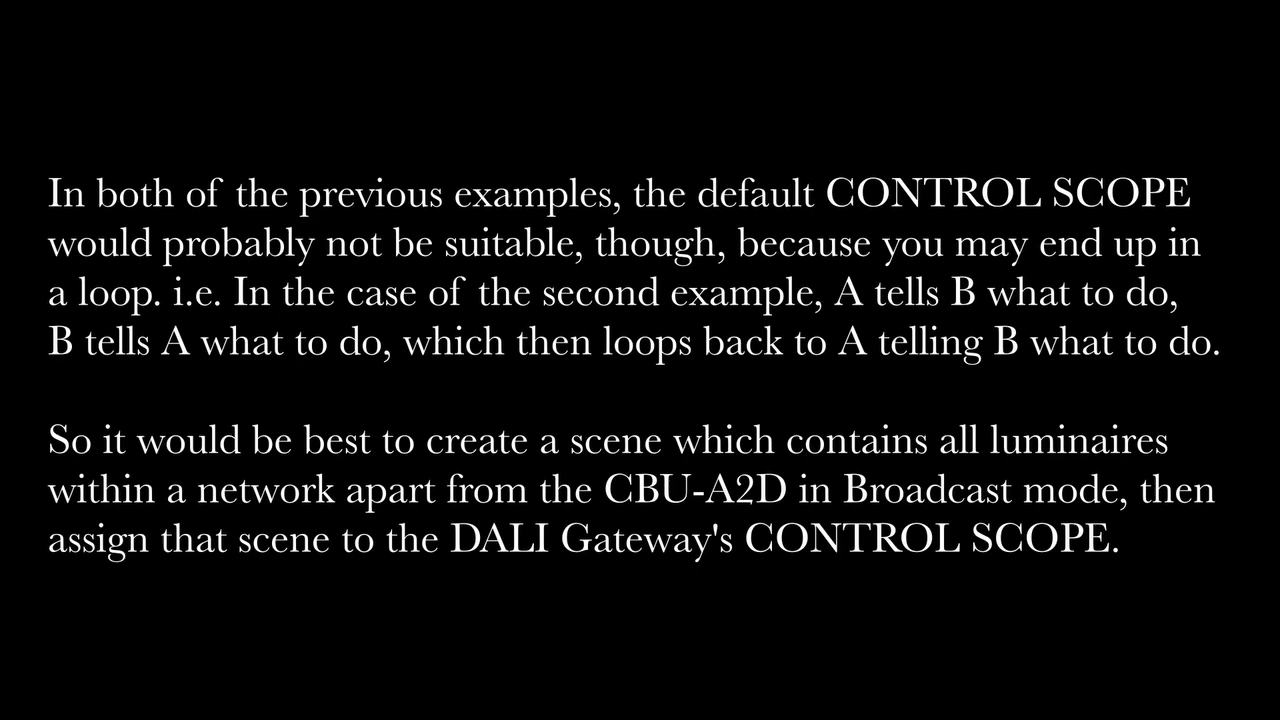 In both of the previous examples, the default CONTROL SCOPE
would probably not be suitable, though, because you may end up in
a loop. i.e. In the case of the second example, A tells B what to do,
B tells A what to do, which then loops back to A telling B what to do.
So it would be best to create a scene which contains all luminaires
within a network apart from the CBU-A2D in Broadcast mode, then
assign that scene to the DALI Gateway's CONTROL SCOPE.